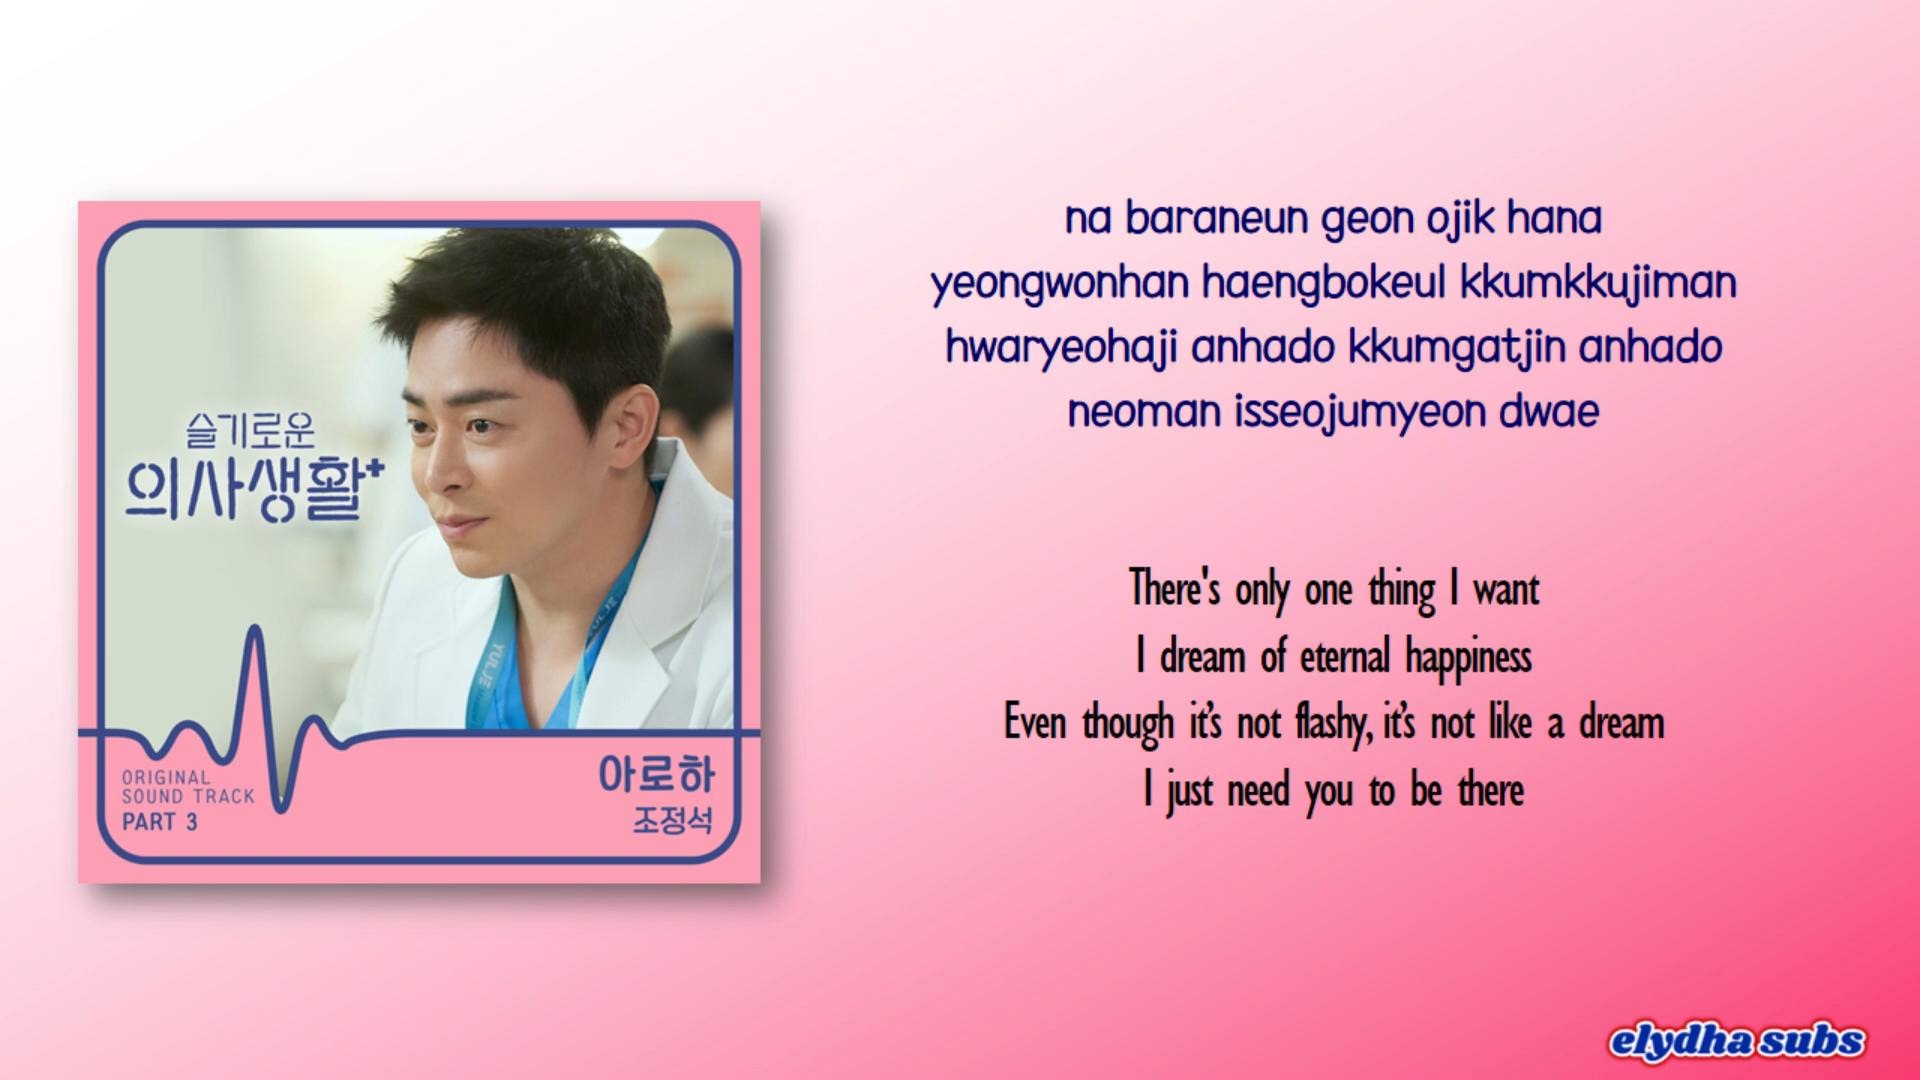 슬기로운
의사생활+
YULJE
YULJE
ORIGINAL
SOUND TRACK
PART 3
아로하
조정석
na baraneun geon ojik hana
yeongwonhan haengbokeul kkumkkujiman
hwaryeohaji anhado kkumgatjin anhado
neoman isseojumyeon dwae
There's only one thing I want
I dream of eternal happiness
Even though it’s not flashy, it’s not like a dream
I just need you to be there
elydha subs